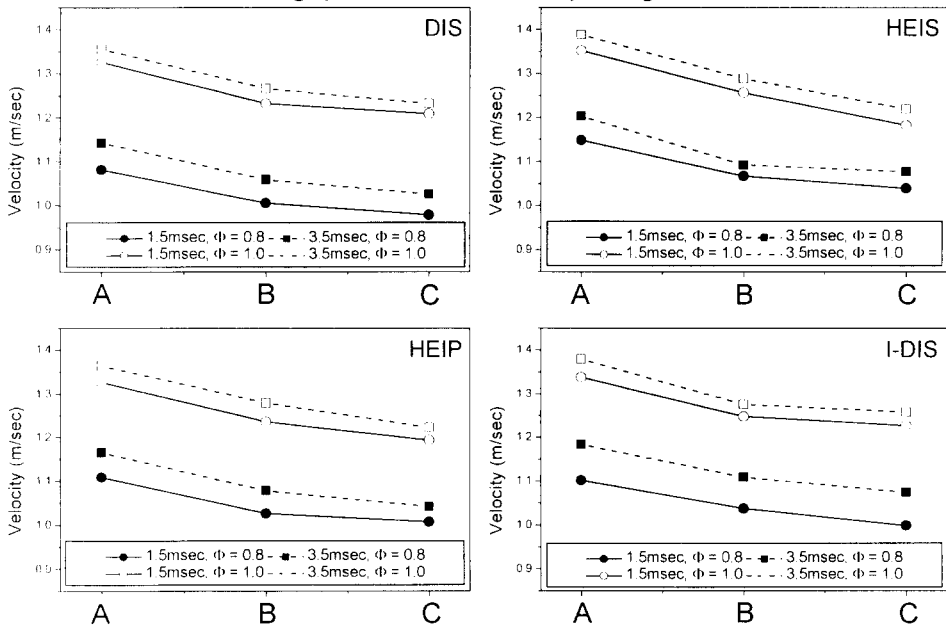 DIS
Velocity (m/sec)
1.4
1.3
1.2
1.1
1.0
0.9
1.5msec, Φ = 0.8 3.5msec, Φ = 0.8
1.5msec, Φ = 1.0 3.5msec, Φ = 1.0
A B C
HEIS
Velocity (m/sec)
1.4
1.3
1.2
1.1
1.0
0.9
1.5msec, Φ = 0.8 3.5msec, Φ = 0.8
1.5msec, Φ = 1.0 3.5msec, Φ = 1.0
A B C
HEIP
Velocity (m/sec)
1.4
1.3
1.2
1.1
1.0
0.9
1.5msec, Φ = 0.8 3.5msec, Φ = 0.8
1.5msec, Φ = 1.0 3.5msec, Φ = 1.0
A B C
I-DIS
Velocity (m/sec)
1.4
1.3
1.2
1.1
1.0
0.9
1.5msec, Φ = 0.8 3.5msec, Φ = 0.8
1.5msec, Φ = 1.0 3.5msec, Φ = 1.0
A B C